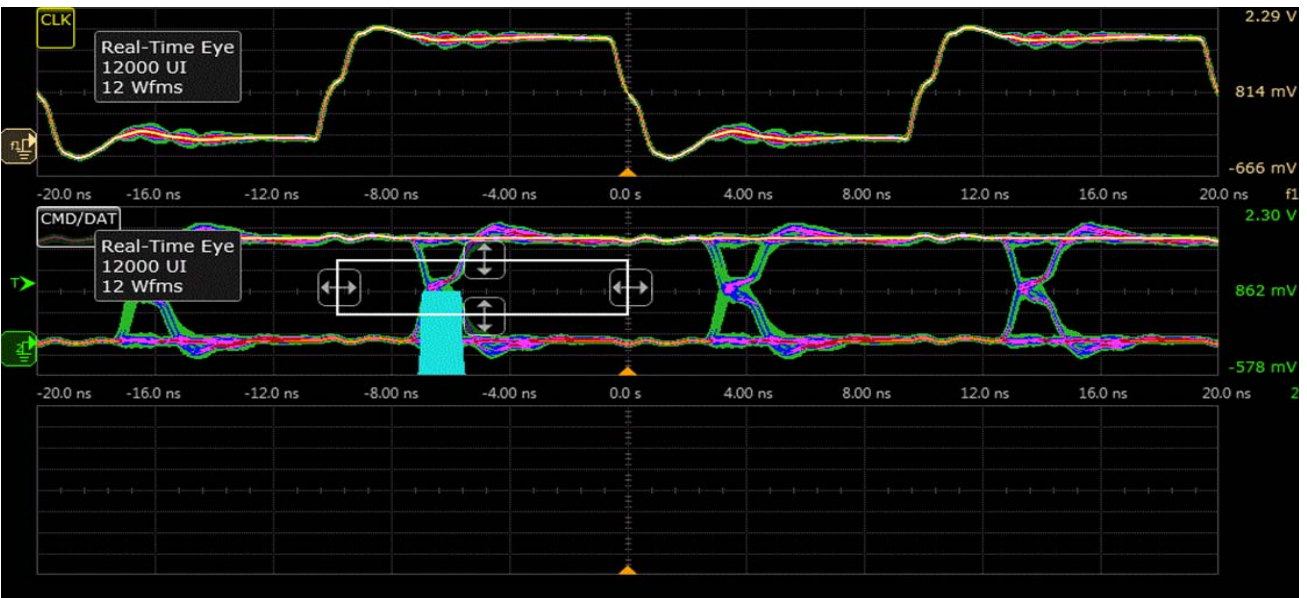 CLK
Real-Time Eye
12000 UI
12 Wfms
2.29 V
814 mV
f1
-666 mV
-20.0 ns -16.0 ns -12.0 ns -8.00 ns -4.00 ns 0.0 s 4.00 ns 8.00 ns 12.0 ns 16.0 ns 20.0 ns f1
CMD/DAT
Real-Time Eye
12000 UI
12 Wfms
2.30 V
T
862 mV
2
-578 mV
-20.0 ns -16.0 ns -12.0 ns -8.00 ns -4.00 ns 0.0 s 4.00 ns 8.00 ns 12.0 ns 16.0 ns 20.0 ns 2